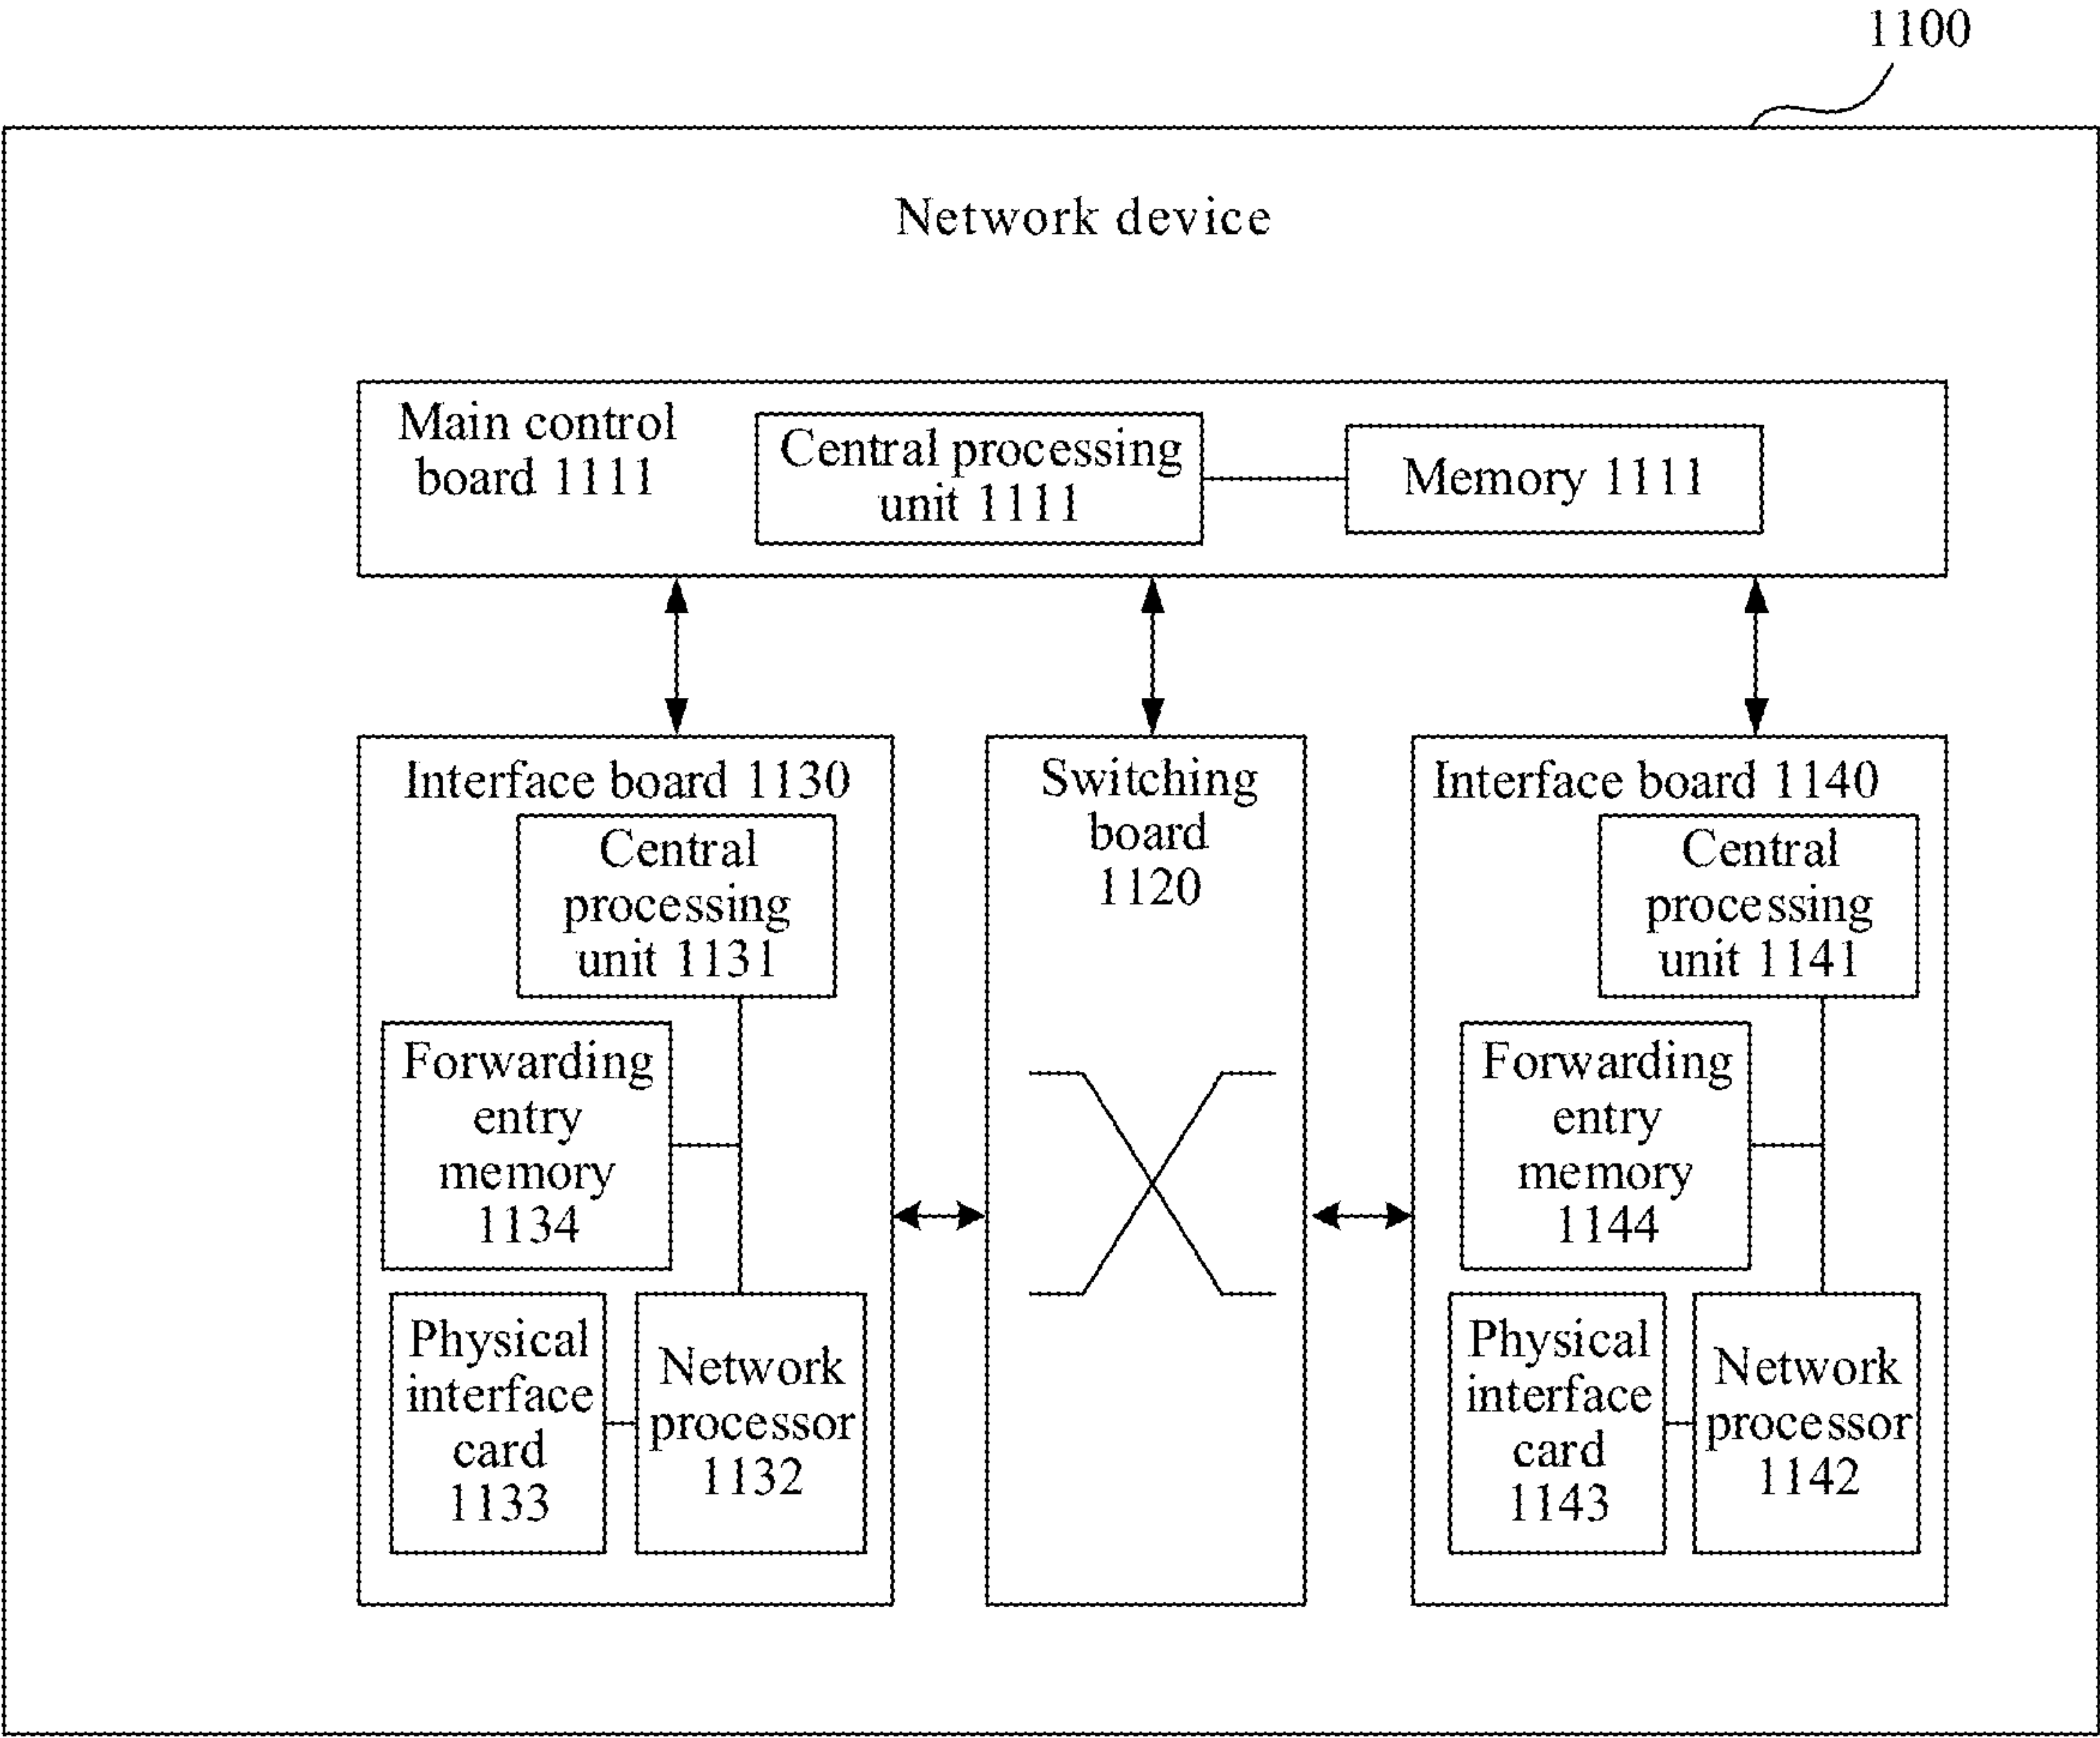 1100
Network device
Main control
board 1111
Central processing
unit 1111
Memory 1111
Interface board 1130
Central
processing
unit 1131
Forwarding
entry
memory
1134
Physical
interface
card
1133
Network
processor
1132
Switching
board
1120
Interface board 1140
Central
processing
unit 1141
Forwarding
entry
memory
1144
Physical
interface
card
1143
Network
processor
1142